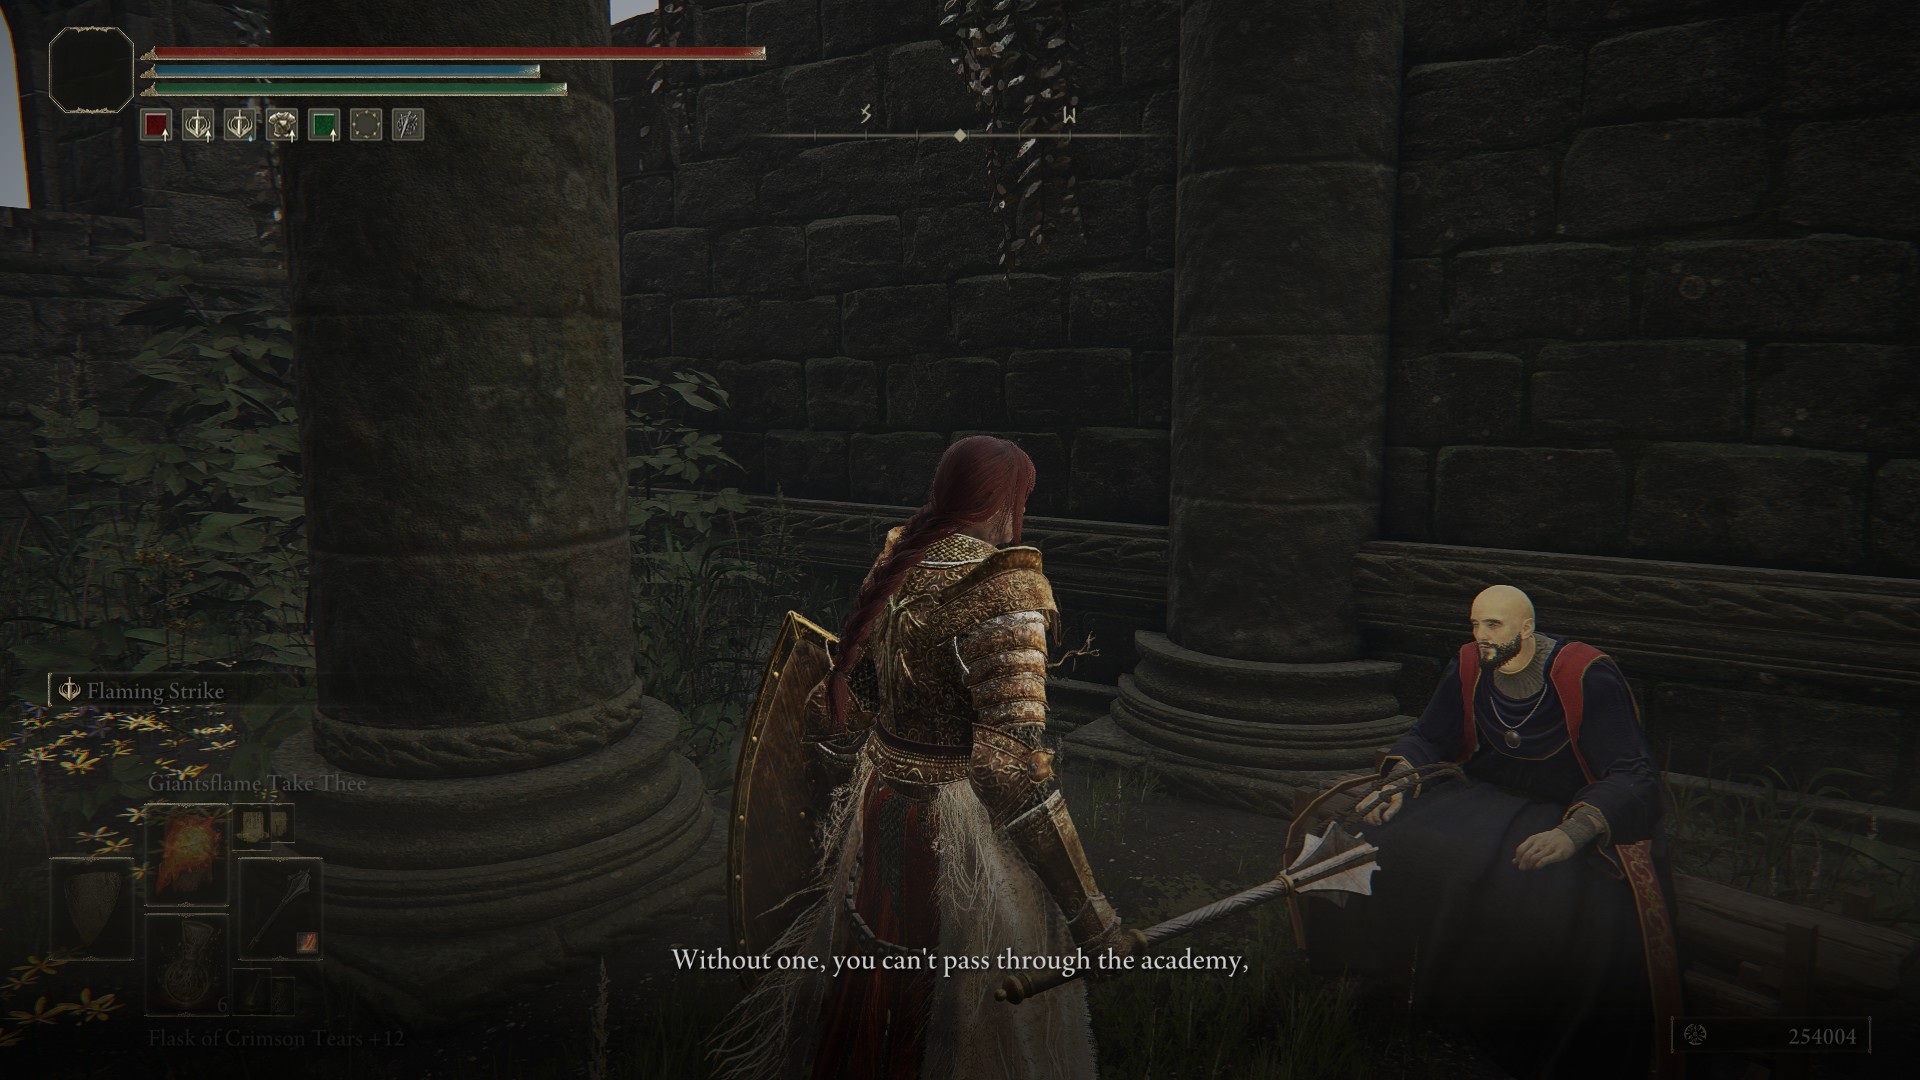 S W
Flaming Strike
Giantsflame, Take Thee
Without one, you can't pass through the academy,
6
Flask of Crimson Tears +12
254004